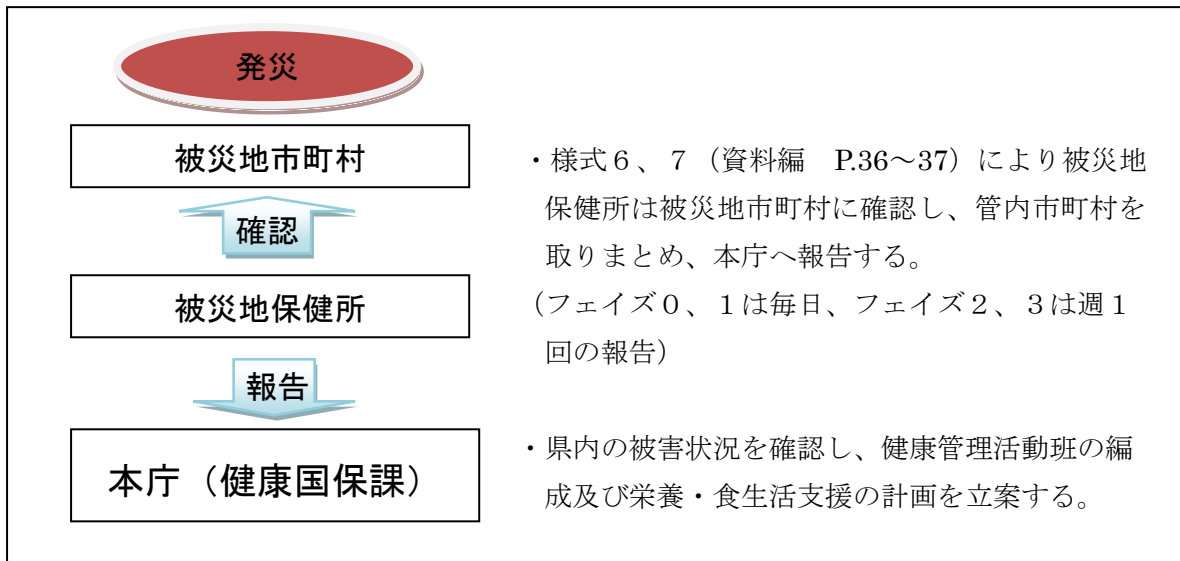 発災
被災地市町村
確認
被災地保健所
報告
本庁（健康国保課）
・様式６、７（資料編　P.36～37）により被災地
保健所は被災地市町村に確認し、管内市町村を
取りまとめ、本庁へ報告する。
（フェイズ０、１は毎日、フェイズ２、３は週１
回の報告）
・県内の被害状況を確認し、健康管理活動班の編
成及び栄養・食生活支援の計画を立案する。